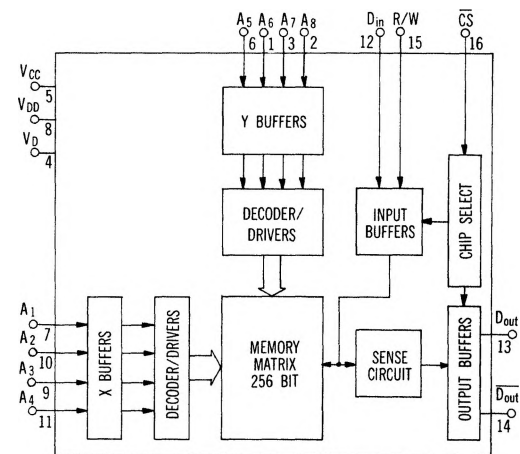 A5 A6 A7 A8 Din R/W C̅S̅
6 1 3 2 12 15 16
VCC
5
VDD
8
VD
4
Y BUFFERS
DECODER/
DRIVERS
INPUT
BUFFERS
CHIP SELECT
A1
7
A2
10
A3
9
A4
11
X BUFFERS
DECODER/DRIVERS
MEMORY
MATRIX
256 BIT
SENSE
CIRCUIT
OUTPUT BUFFERS
Dout
13
D̅o̅u̅t̅
14